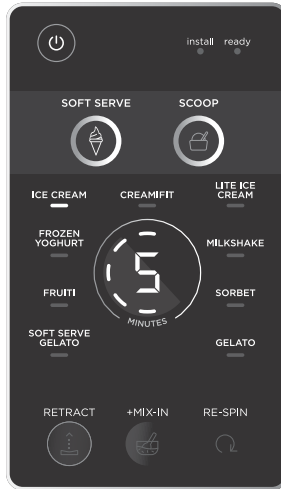 install ready
SOFT SERVE SCOOP
ICE CREAM CREAMIFIT LITE ICE
CREAM
FROZEN
YOGHURT
MILKSHAKE
5
FRUITI
SORBET
MINUTES
SOFT SERVE
GELATO
GELATO
RETRACT +MIX-IN RE-SPIN